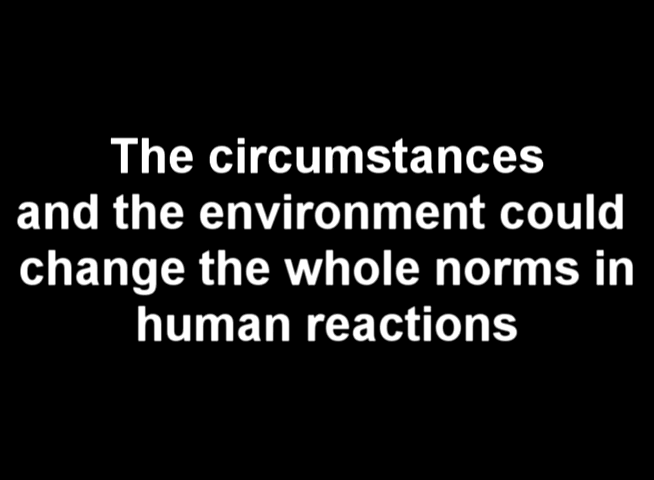 The circumstances
and the environment could
change the whole norms in
human reactions